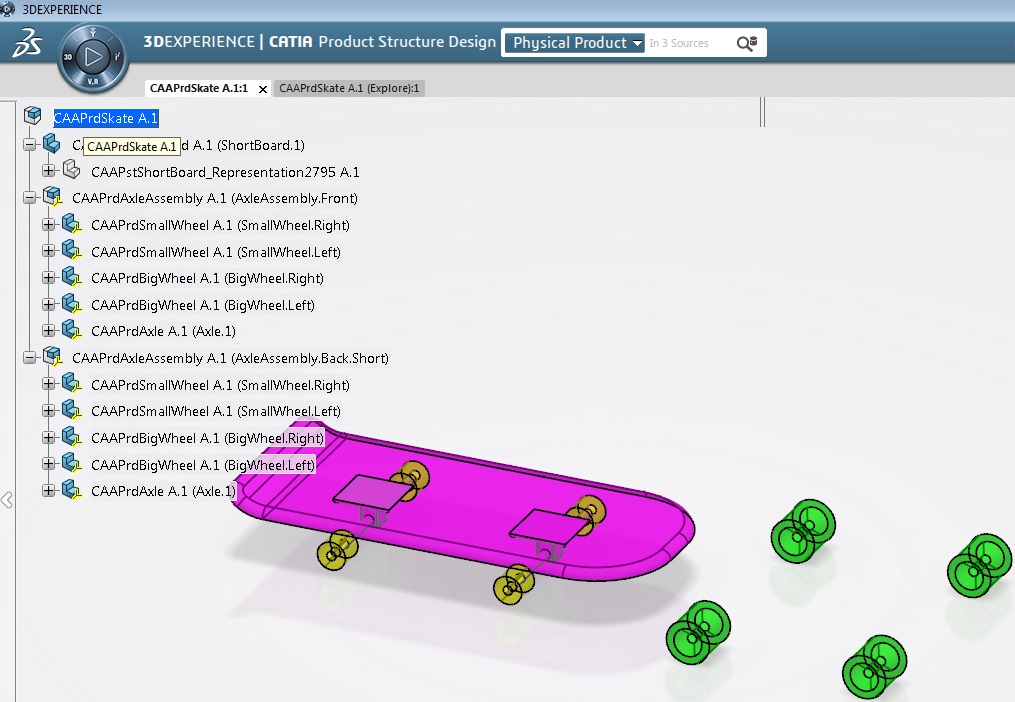 3DEXPERIENCE
3DEXPERIENCE | CATIA Product Structure Design Physical Product In 3 Sources
3D V.R
CAAPrdSkate A.1:1 x CAAPrdSkate A.1 (Explore):1
CAAPrdSkate A.1
d A.1 (ShortBoard.1)
CAAPrdSkate A.1
CAAPstShortBoard_Representation2795 A.1
CAAPrdAxleAssembly A.1 (AxleAssembly.Front)
CAAPrdSmallWheel A.1 (SmallWheel.Right)
CAAPrdSmallWheel A.1 (SmallWheel.Left)
CAAPrdBigWheel A.1 (BigWheel.Right)
CAAPrdBigWheel A.1 (BigWheel.Left)
CAAPrdAxle A.1 (Axle.1)
CAAPrdAxleAssembly A.1 (AxleAssembly.Back.Short)
CAAPrdSmallWheel A.1 (SmallWheel.Right)
CAAPrdSmallWheel A.1 (SmallWheel.Left)
CAAPrdBigWheel A.1 (BigWheel.Right)
CAAPrdBigWheel A.1 (BigWheel.Left)
CAAPrdAxle A.1 (Axle.1)